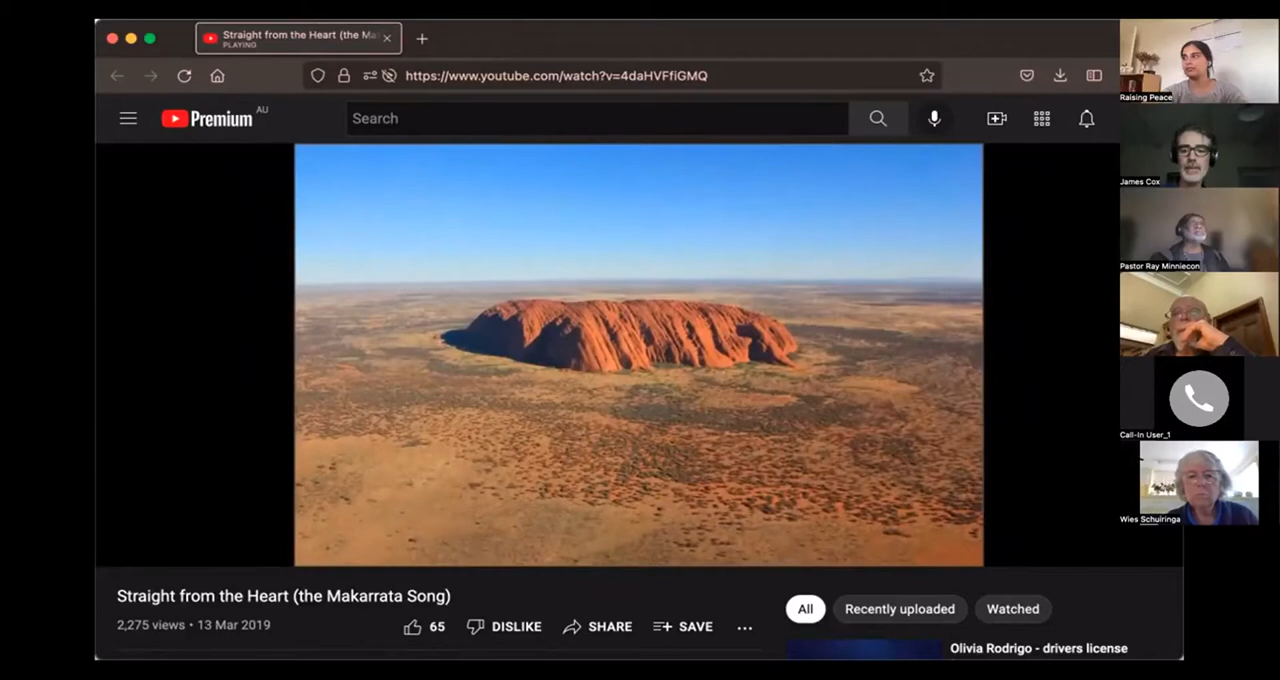 Straight from the Heart (the Ma
PLAYING
https://www.youtube.com/watch?v=4daHVFfiGMQ
Premium AU
Search
Raising Peace
James Cox
Pastor Ray Minniecon
Call-In User_1
Wies Schuiringa
Straight from the Heart (the Makarrata Song)
2,275 views • 13 Mar 2019
65 DISLIKE SHARE SAVE
All Recently uploaded Watched
Olivia Rodrigo - drivers license